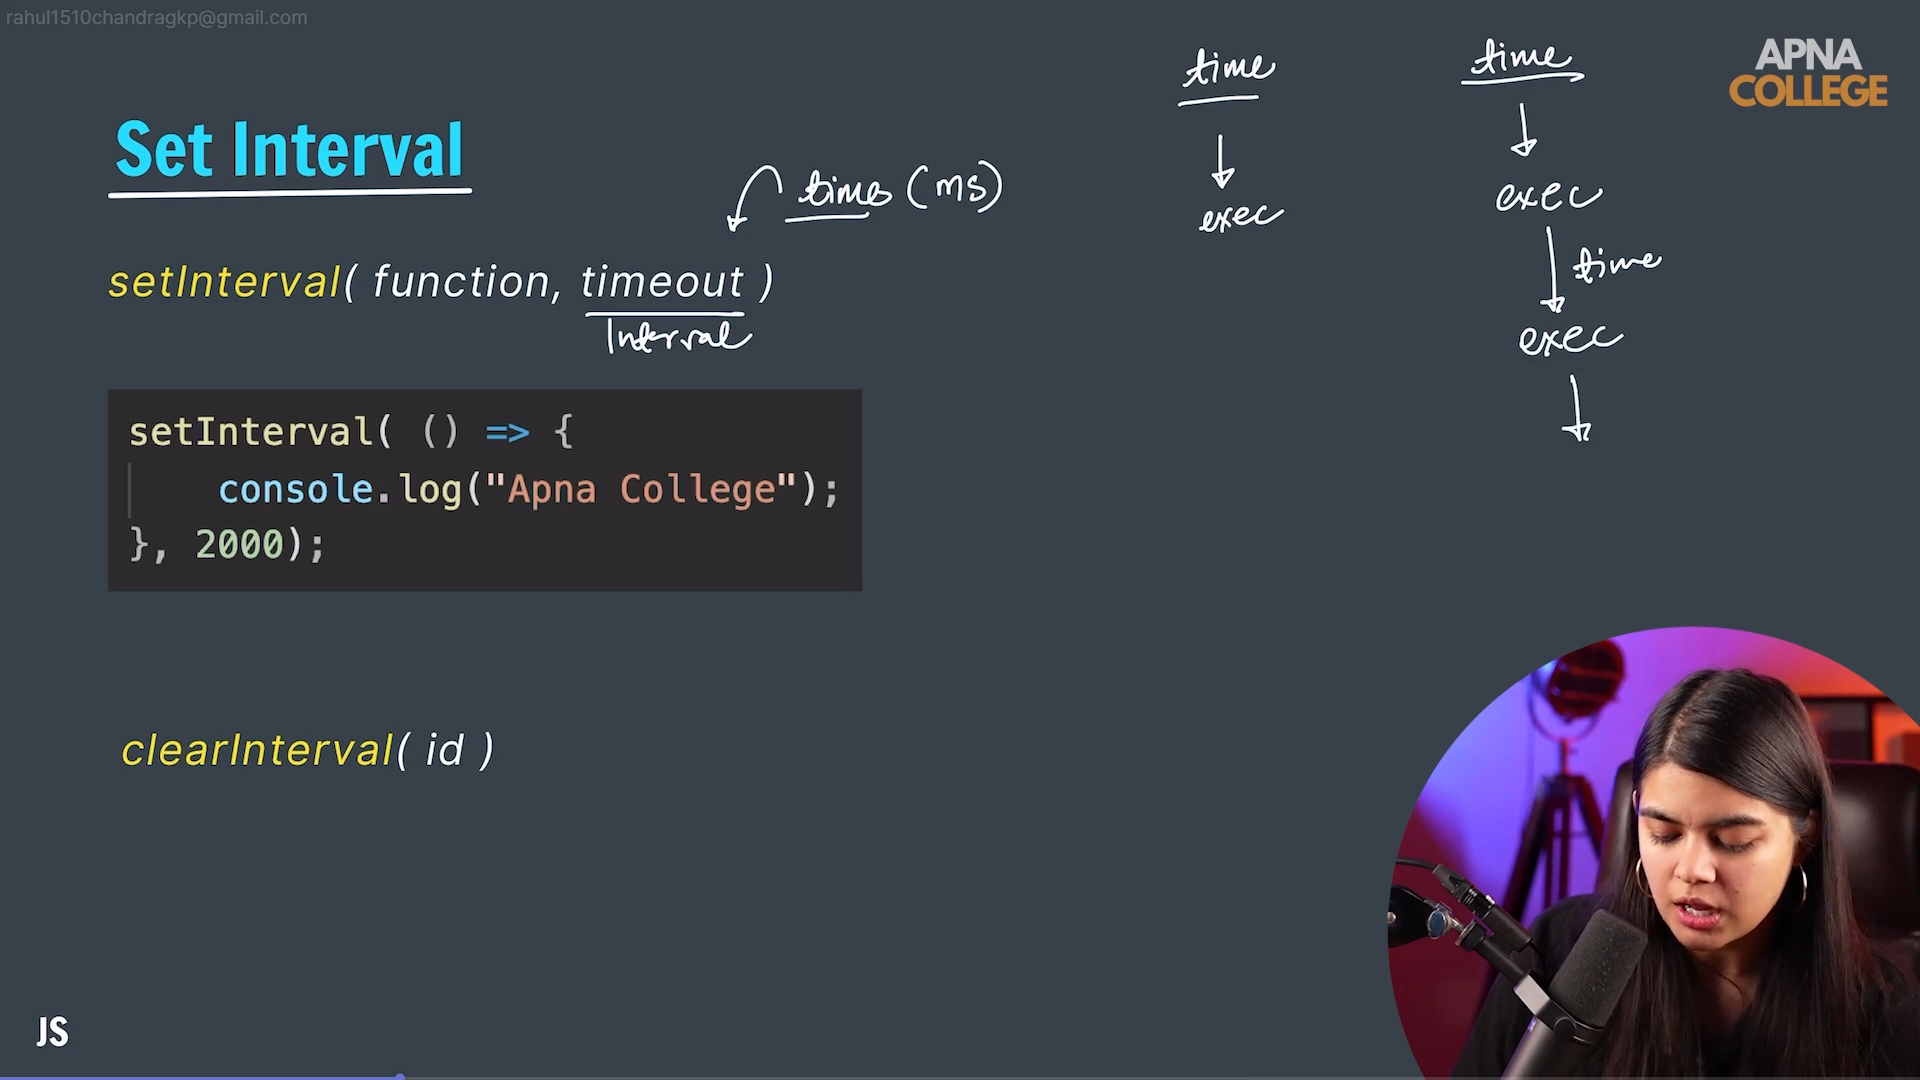 rahul1510chandragkp@gmail.com
APNA
COLLEGE
Set Interval
time (ms)
setInterval( function, timeout )
Interval
setInterval( () => {
console.log("Apna College");
}, 2000);
clearInterval( id )
time
exec
time
exec
time
exec
JS